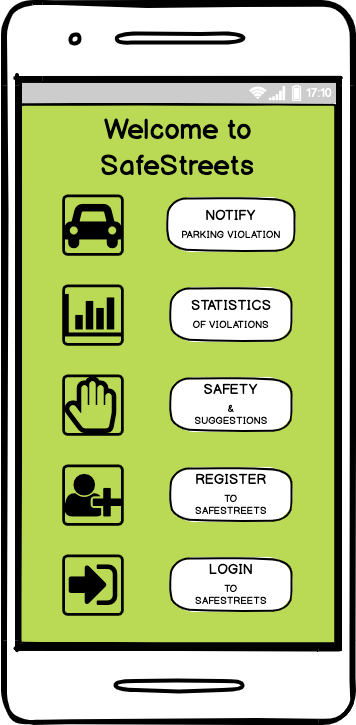 17:10
Welcome to
SafeStreets
NOTIFY
PARKING VIOLATION
STATISTICS
OF VIOLATIONS
SAFETY
&
SUGGESTIONS
REGISTER
TO
SAFESTREETS
LOGIN
TO
SAFESTREETS